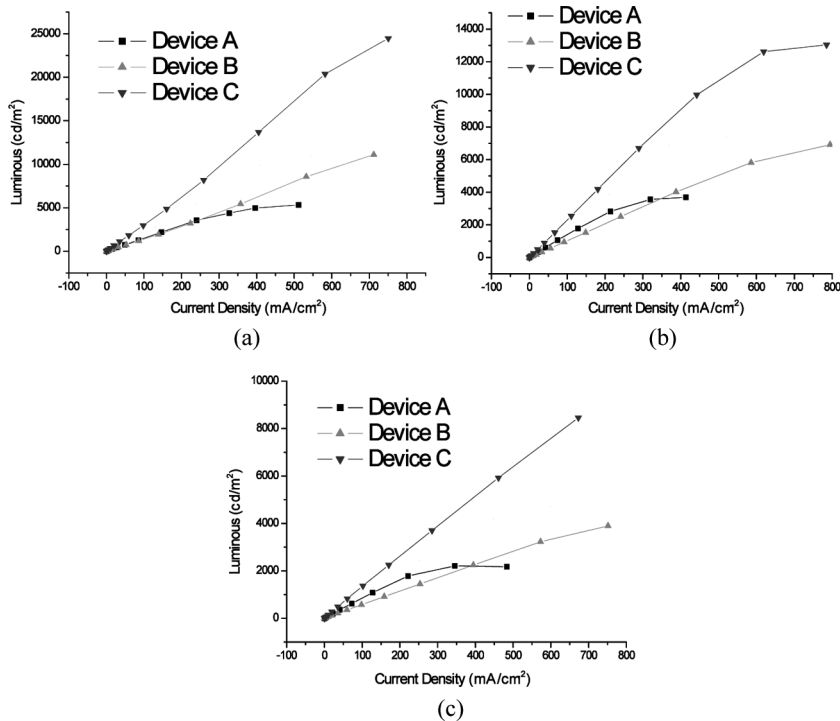 25000
20000
15000
10000
5000
0
Luminous (cd/m²)
Device A
Device B
Device C
-100 0 100 200 300 400 500 600 700 800
Current Density (mA/cm²)
(a)
14000
12000
10000
8000
6000
4000
2000
0
Luminous (cd/m²)
Device A
Device B
Device C
-100 0 100 200 300 400 500 600 700 800
Current Density (mA/cm²)
(b)
10000
8000
6000
4000
2000
0
Luminous (cd/m²)
Device A
Device B
Device C
-100 0 100 200 300 400 500 600 700 800
Current Density (mA/cm²)
(c)